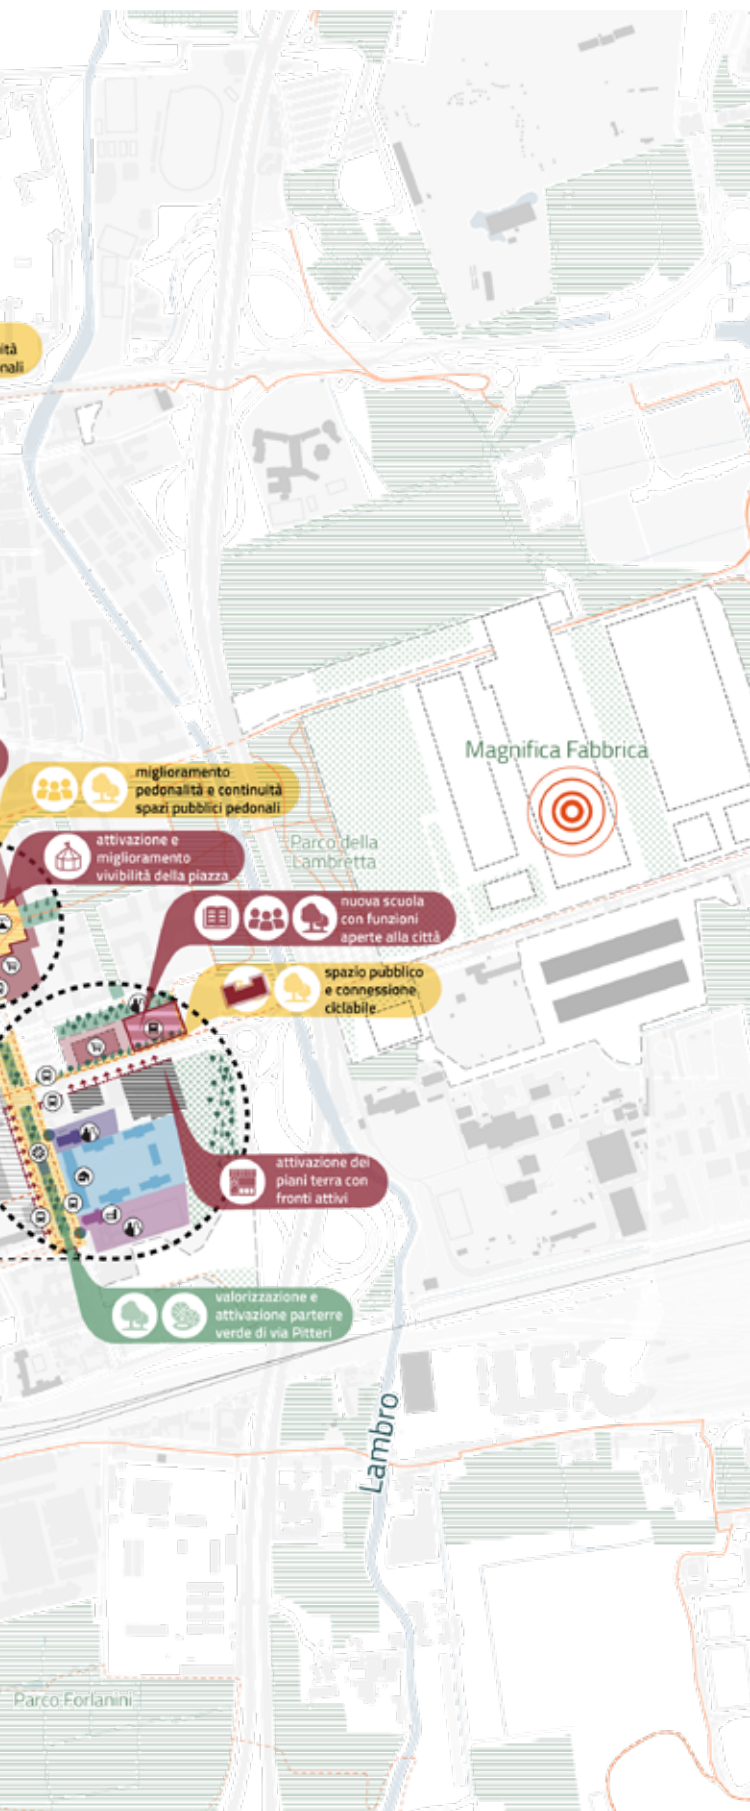 ità
nali
Magnifica Fabbrica
miglioramento
pedonalità e continuità
spazi pubblici pedonali
attivazione e
miglioramento
vivibilità della piazza
Parco della
Lambretta
nuova scuola
con funzioni
aperte alla città
spazio pubblico
e connessione
ciclabile
attivazione dei
piani terra con
fronti attivi
valorizzazione e
attivazione parterre
verde di via Pitteri
Lambro
Parco Forlanini